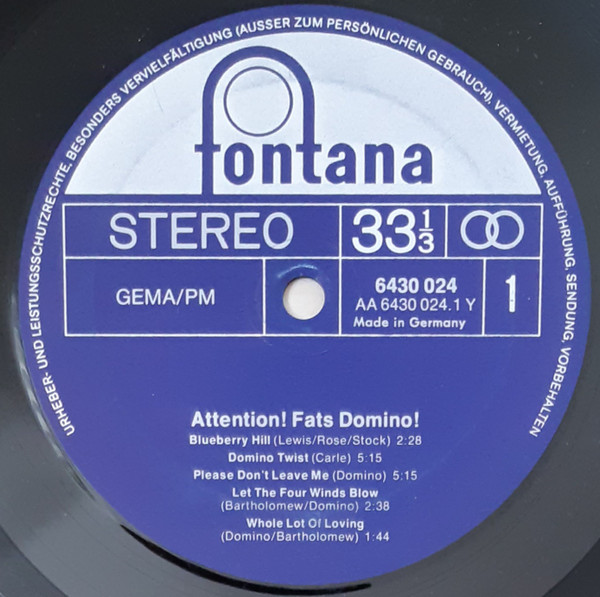 URHEBER- UND LEISTUNGSSCHUTZRECHTE, BESONDERS VERVIELFÄLTIGUNG (AUSSER ZUM PERSÖNLICHEN GEBRAUCH), VERMIETUNG, AUFFÜHRUNG, SENDUNG, VORBEHALTEN
fontana
STEREO 33 1/3
GEMA/PM
6430 024
AA 6430 024.1 Y
Made in Germany
1
Attention! Fats Domino!
Blueberry Hill (Lewis/Rose/Stock) 2:28
Domino Twist (Carle) 5:15
Please Don't Leave Me (Domino) 5:15
Let The Four Winds Blow
(Bartholomew/Domino) 2:38
Whole Lot Of Loving
(Domino/Bartholomew) 1:44